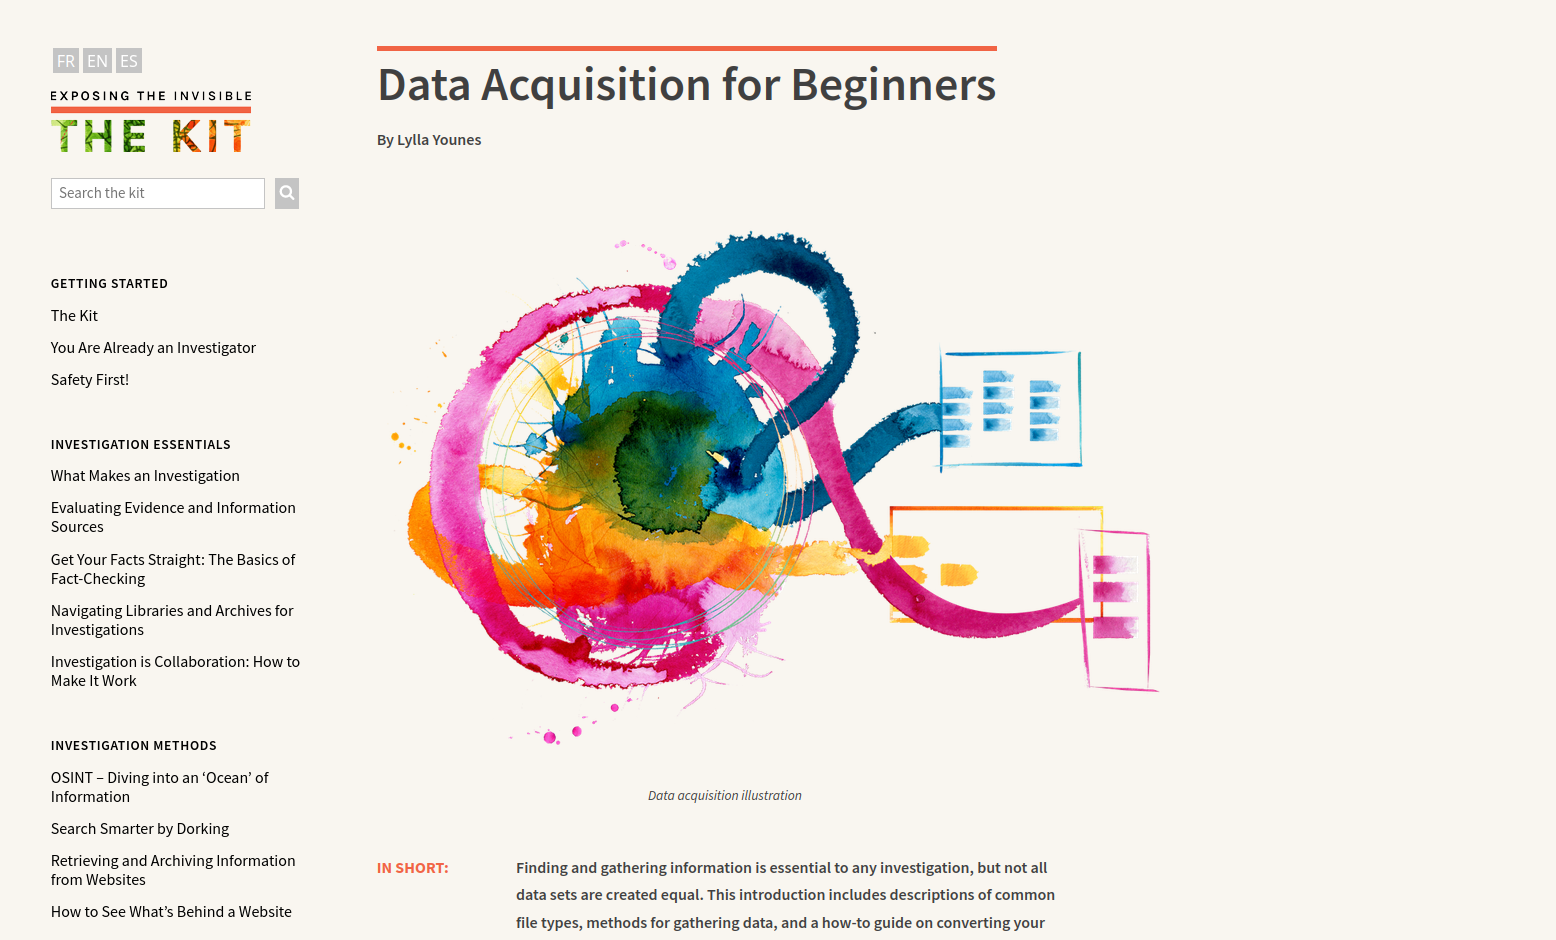 FR EN ES
EXPOSING THE INVISIBLE
THE KIT
Search the kit
GETTING STARTED
The Kit
You Are Already an Investigator
Safety First!
INVESTIGATION ESSENTIALS
What Makes an Investigation
Evaluating Evidence and Information
Sources
Get Your Facts Straight: The Basics of
Fact-Checking
Navigating Libraries and Archives for
Investigations
Investigation is Collaboration: How to
Make It Work
INVESTIGATION METHODS
OSINT – Diving into an ‘Ocean’ of
Information
Search Smarter by Dorking
Retrieving and Archiving Information
from Websites
How to See What’s Behind a Website
Data Acquisition for Beginners
By Lylla Younes
Data acquisition illustration
IN SHORT:
Finding and gathering information is essential to any investigation, but not all
data sets are created equal. This introduction includes descriptions of common
file types, methods for gathering data, and a how-to guide on converting your